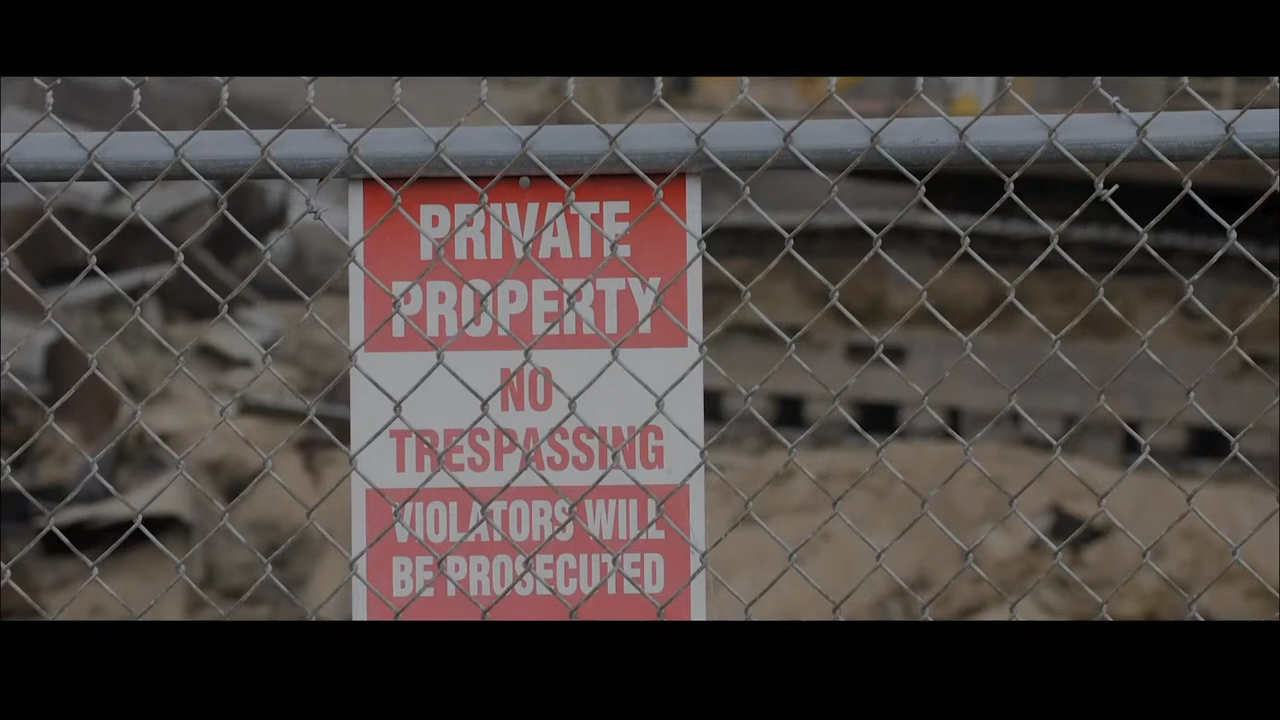 PRIVATE
PROPERTY
NO
TRESPASSING
VIOLATORS WILL
BE PROSECUTED